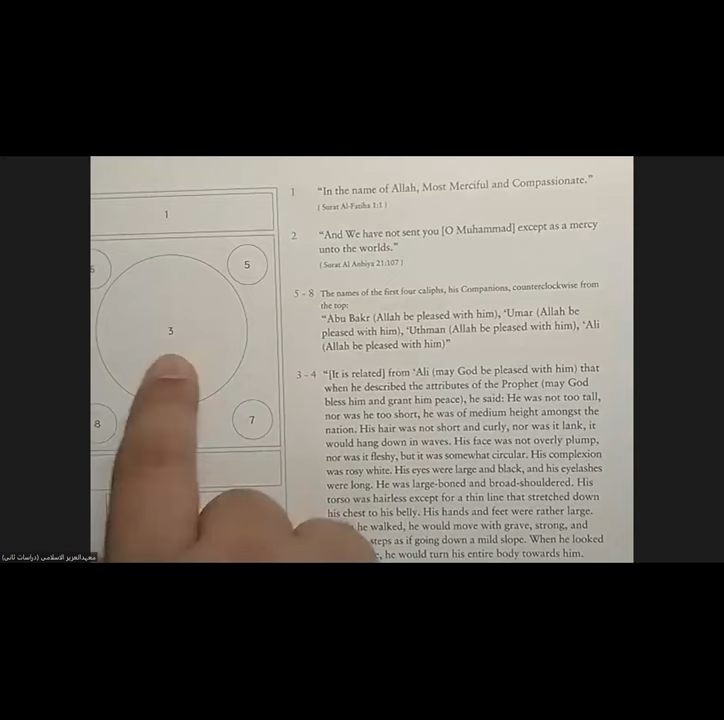 1
6
5
3
8
7
1 "In the name of Allah, Most Merciful and Compassionate."
[ Surat Al-Fatiha 1:1 ]
2 "And We have not sent you [O Muhammad] except as a mercy
unto the worlds."
[ Surat Al Anbiya 21:107 ]
5 - 8 The names of the first four caliphs, his Companions, counterclockwise from
the top:
"Abu Bakr (Allah be pleased with him), ‘Umar (Allah be
pleased with him), ‘Uthman (Allah be pleased with him), ‘Ali
(Allah be pleased with him)"
3 - 4 "[It is related] from ‘Ali (may God be pleased with him) that
when he described the attributes of the Prophet (may God
bless him and grant him peace), he said: He was not too tall,
nor was he too short, he was of medium height amongst the
nation. His hair was not short and curly, nor was it lank, it
would hang down in waves. His face was not overly plump,
nor was it fleshy, but it was somewhat circular. His complexion
was rosy white. His eyes were large and black, and his eyelashes
were long. He was large-boned and broad-shouldered. His
torso was hairless except for a thin line that stretched down
his chest to his belly. His hands and feet were rather large.
he walked, he would move with grave, strong, and
steps as if going down a mild slope. When he looked
he would turn his entire body towards him.
معهدالعزيز الاسلامى (دراسات ثانى)